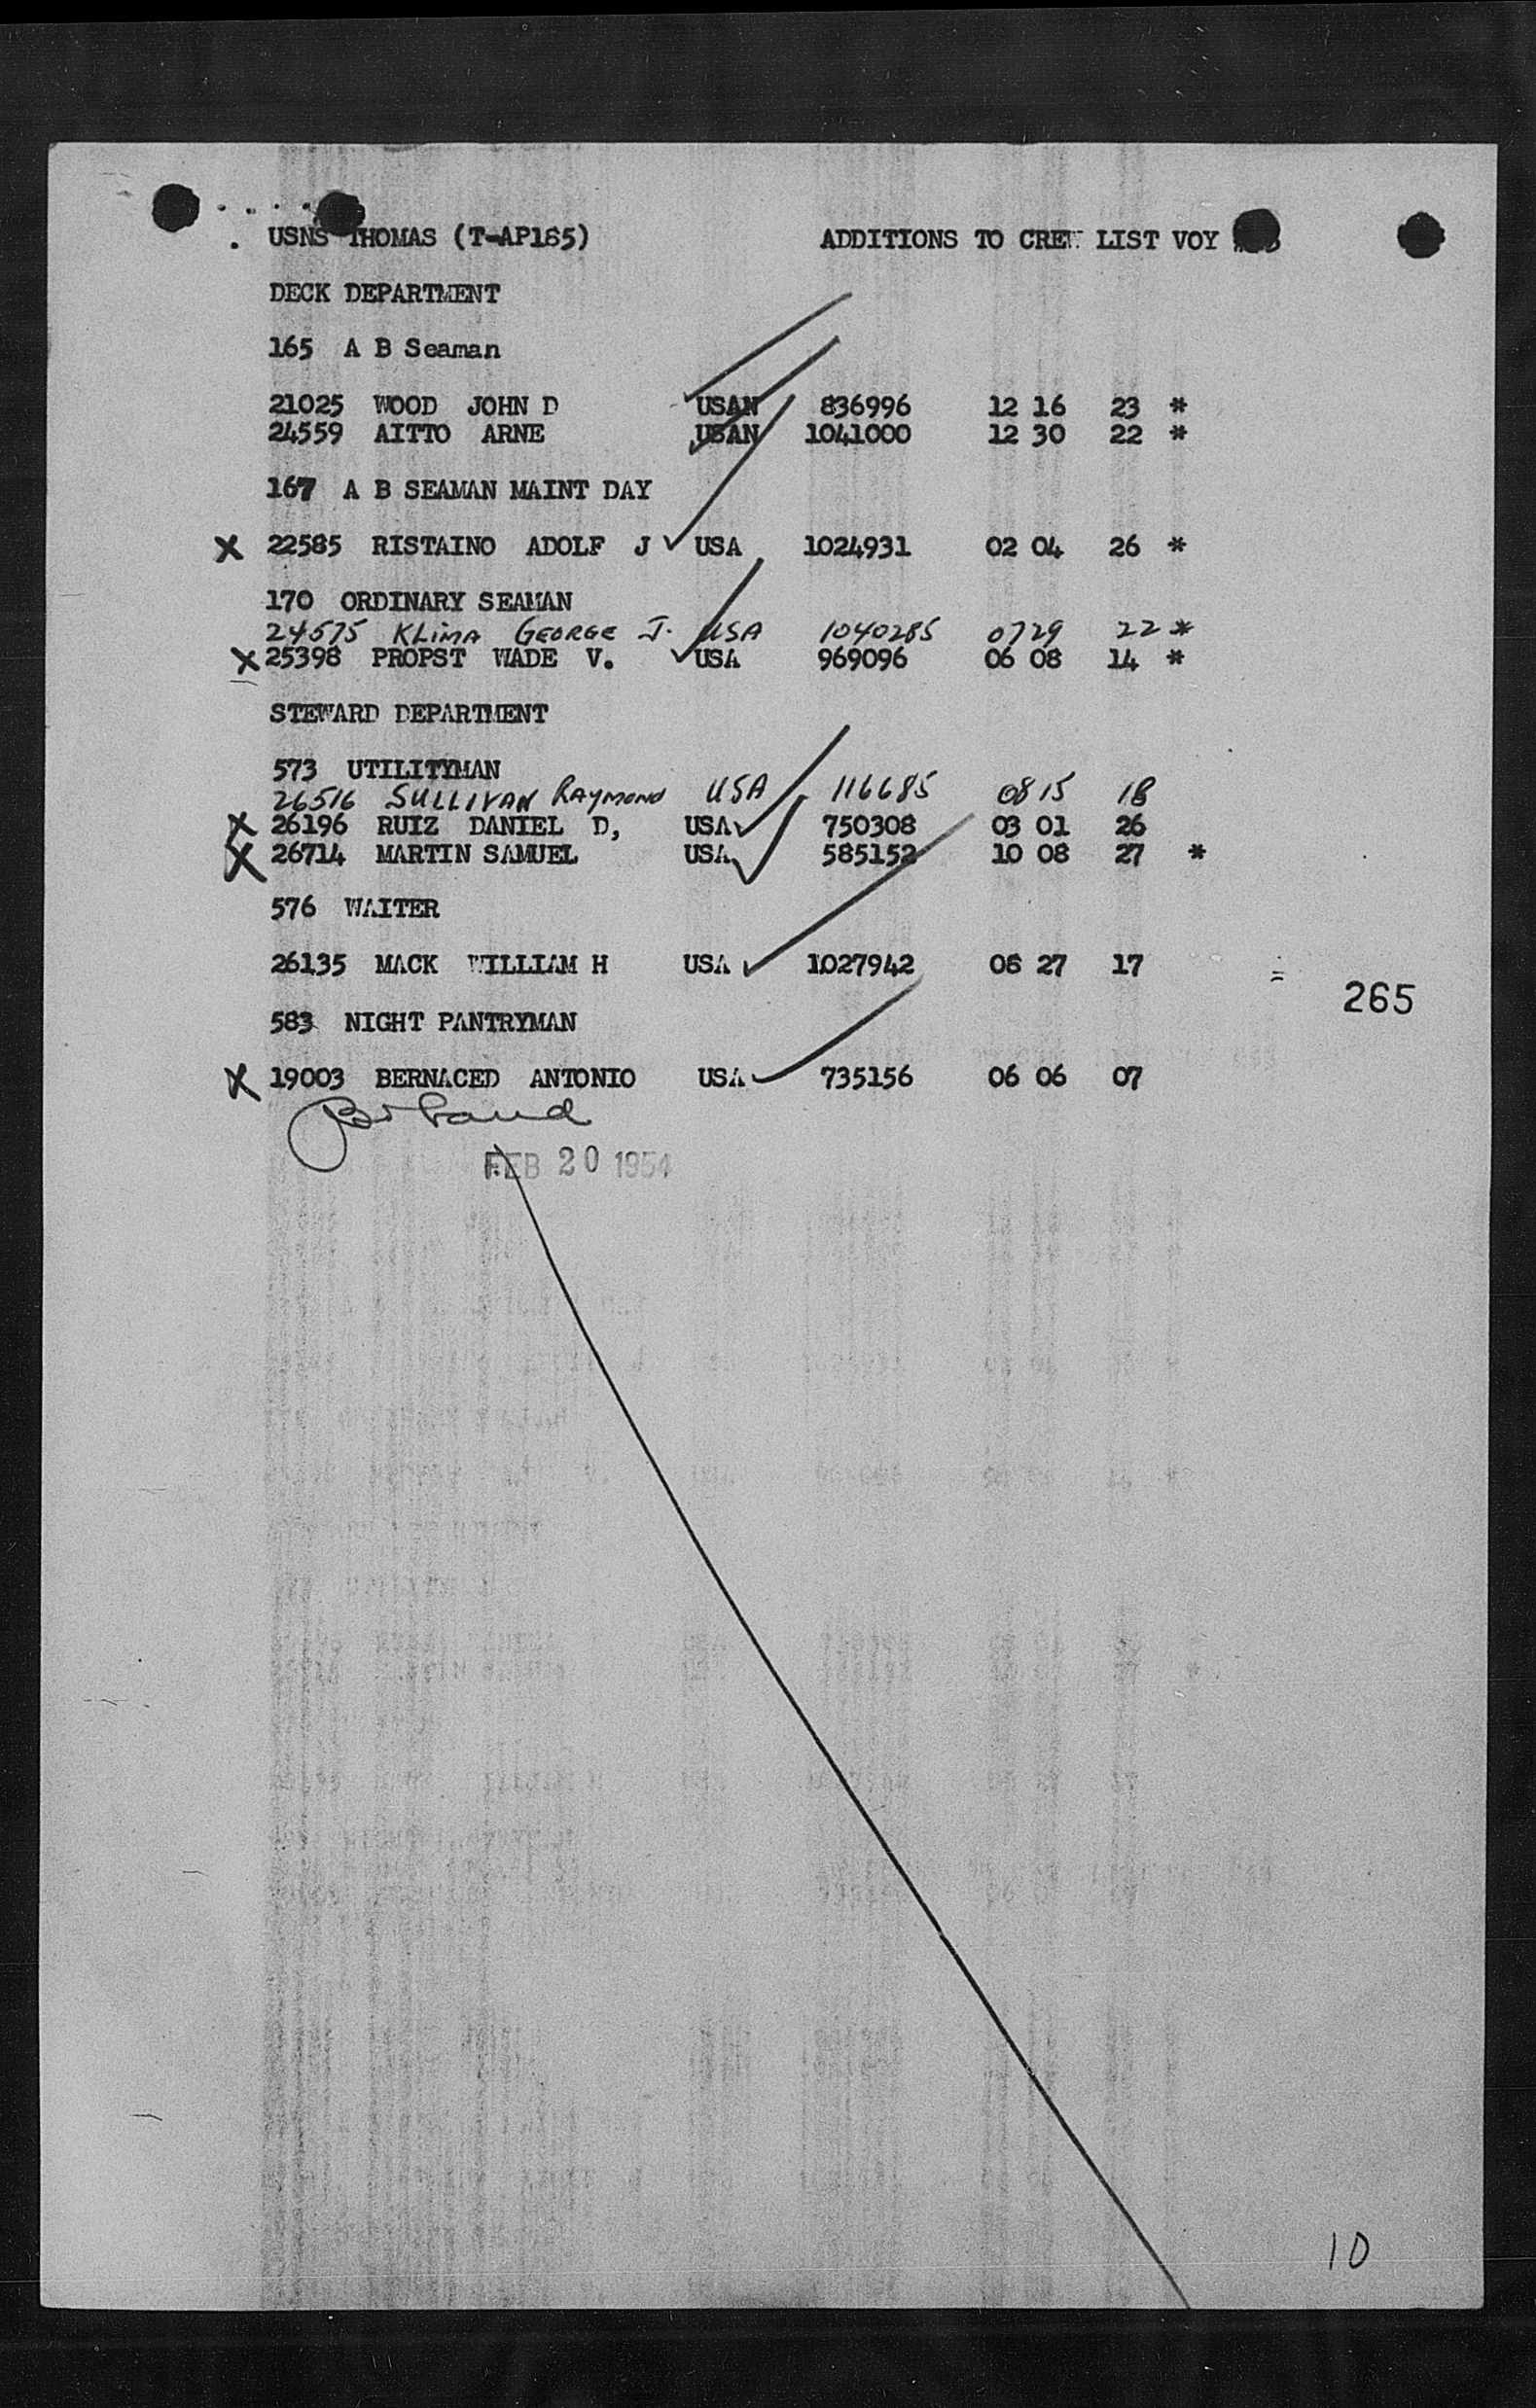 USNS THOMAS (T-AP185) ADDITIONS TO CREW LIST VOY
DECK DEPARTMENT
165 A B Seaman
21025 WOOD JOHN D USAN 836996 12 16 23 *
24559 AITTO ARNE USAN 1041000 12 30 22 *
167 A B SEAMAN MAINT DAY
X 22585 RISTAINO ADOLF J USA 1024931 02 04 26 *
170 ORDINARY SEAMAN
24575 KLIMA GEORGE J. USA 1040285 07 29 22 *
X 25398 PROPST WADE V. USA 969096 06 08 14 *
STEWARD DEPARTMENT
573 UTILITYMAN
26516 SULLIVAN RAYMOND USA 116685 08 15 18
X 26196 RUIZ DANIEL D, USA 750308 03 01 26
X 26714 MARTIN SAMUEL USA 585152 10 08 27 *
576 WAITER
26135 MACK WILLIAM H USA 1027942 08 27 17
265
583 NIGHT PANTRYMAN
X 19003 BERNACED ANTONIO USA 735156 06 06 07
FEB 20 1954
10